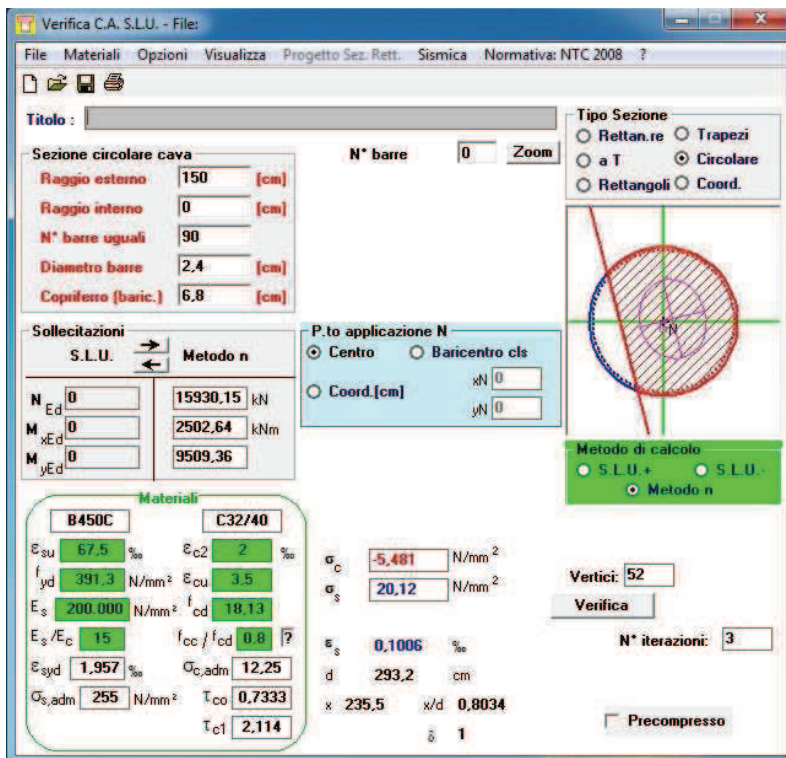 Verifica C.A. S.L.U. - File:
File Materiali Opzioni Visualizza Progetto Sez. Rett. Sismica Normativa: NTC 2008 ?
Titolo :
Tipo Sezione
Rettan.re Trapezi
a T Circolare
Rettangoli Coord.
Sezione circolare cava
Raggio esterno 150 [cm]
Raggio interno 0 [cm]
N° barre uguali 90
Diametro barre 2,4 [cm]
Copriferro (baric.) 6,8 [cm]
N° barre 0 Zoom
N
Sollecitazioni
S.L.U. Metodo n
N Ed 0 15930,15 kN
M xEd 0 2502,64 kNm
M yEd 0 9509,36
P.to applicazione N
Centro Baricentro cls
Coord.[cm] xN 0
yN 0
Metodo di calcolo
S.L.U.+ S.L.U.-
Metodo n
Materiali
B450C C32/40
εsu 67,5 ‰ εc2 2 ‰
fyd 391,3 N/mm² εcu 3,5
Es 200.000 N/mm² fcd 18,13
Es/Ec 15 fcc / fcd 0,8 ?
εsyd 1,957 ‰ σc,adm 12,25
σs,adm 255 N/mm² τco 0,7333
τc1 2,114
σc -5,481 N/mm²
σs 20,12 N/mm²
εs 0,1006 ‰
d 293,2 cm
x 235,5 x/d 0,8034
δ 1
Vertici: 52
Verifica
N° iterazioni: 3
Precompresso